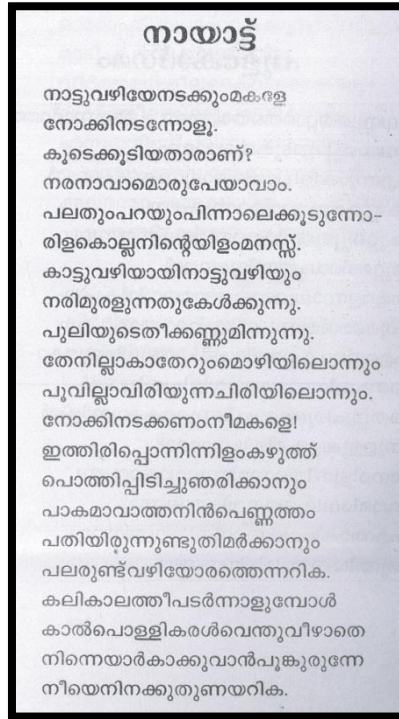 നായാട്ട്
നാട്ടുവഴിയേനടക്കുംമകളേ
നോക്കിനടന്നോളൂ.
കൂടെക്കൂടിയതാരാണ്?
നരനാവാമൊരുപേയാവാം.
പലതുംപറയുംപിന്നാലെക്കൂടുന്നോ-
രിളകൊല്ലനിന്റെയിളംമനസ്സ്.
കാട്ടുവഴിയായിനാട്ടുവഴിയും
നരിമുരളുന്നതുകേൾക്കുന്നു.
പുലിയുടെതീക്കണ്ണുമിന്നുന്നു.
തേനില്ലാകാതേറുംമൊഴിയിലൊന്നും
പൂവില്ലാവിരിയുന്നചിരിയിലൊന്നും.
നോക്കിനടക്കണംനീമകളെ!
ഇത്തിരിപ്പൊന്നിന്നിളംകഴുത്ത്
പൊത്തിപ്പിടിച്ചുഞരിക്കാനും
പാകമാവാത്തനിൻപെണ്ണത്തം
പതിയിരുന്നുണ്ടുതിമർക്കാനും
പലരുണ്ട്‌വഴിയോരത്തെന്നറിക.
കലികാലത്തീപടർന്നാളുമ്പോൾ
കാൽപൊള്ളികരൾവെന്തുവീഴാതെ
നിന്നെയാർകാക്കുവാൻപൂങ്കുരുന്നേ
നീയെനിനക്കുതുണയറിക.